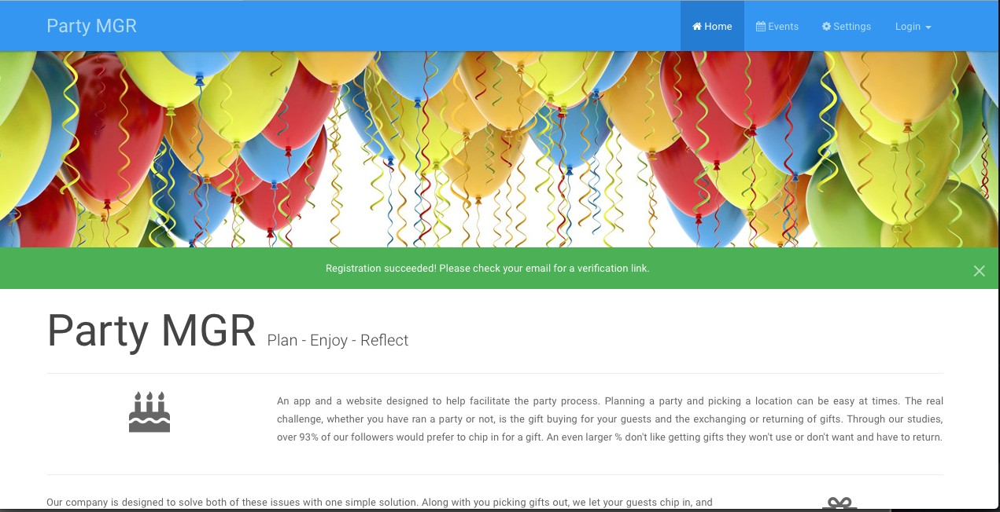 Party MGR
Home Events Settings Login
Registration succeeded! Please check your email for a verification link.
Party MGR Plan - Enjoy - Reflect
An app and a website designed to help facilitate the party process. Planning a party and picking a location can be easy at times. The real
challenge, whether you have ran a party or not, is the gift buying for your guests and the exchanging or returning of gifts. Through our studies,
over 93% of our followers would prefer to chip in for a gift. An even larger % don't like getting gifts they won't use or don't want and have to return.
Our company is designed to solve both of these issues with one simple solution. Along with you picking gifts out, we let your guests chip in, and